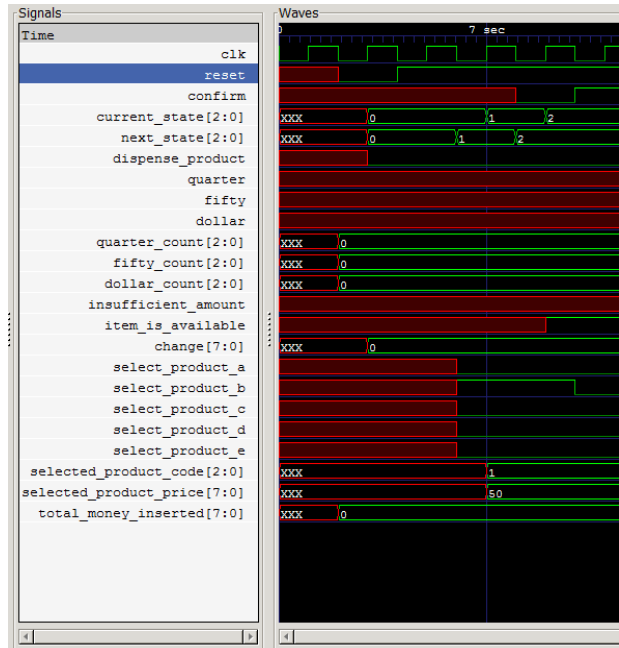 Signals
Waves
Time
7 sec
clk
reset
confirm
current_state[2:0] XXX 0 1 2
next_state[2:0] XXX 0 1 2
dispense_product
quarter
fifty
dollar
quarter_count[2:0] XXX 0
fifty_count[2:0] XXX 0
dollar_count[2:0] XXX 0
insufficient_amount
item_is_available
change[7:0] XXX 0
select_product_a
select_product_b
select_product_c
select_product_d
select_product_e
selected_product_code[2:0] XXX 1
selected_product_price[7:0] XXX 50
total_money_inserted[7:0] XXX 0